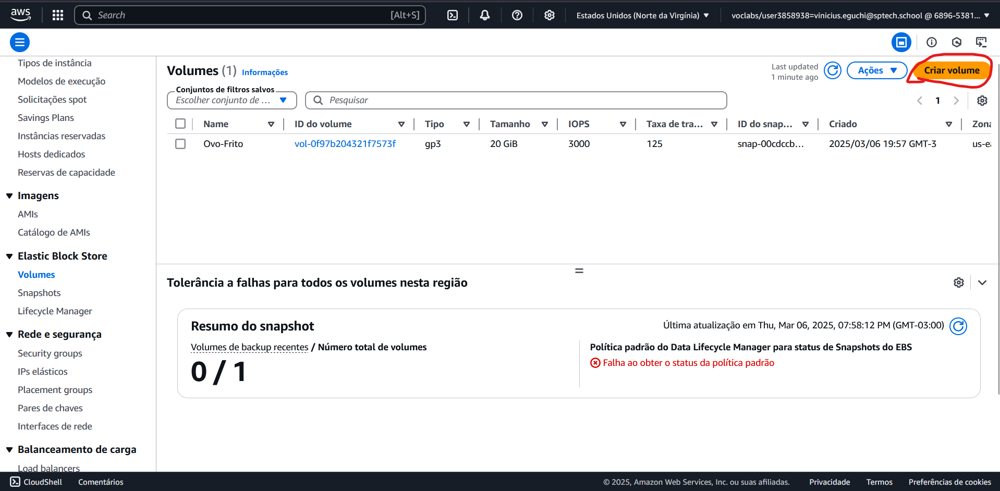 aws
Search [Alt+S]
Estados Unidos (Norte da Virgínia)
voclabs/user3858938=vinicius.eguchi@sptech.school @ 6896-5381...
Tipos de instância
Modelos de execução
Solicitações spot
Savings Plans
Instâncias reservadas
Hosts dedicados
Reservas de capacidade
Imagens
AMIs
Catálogo de AMIs
Elastic Block Store
Volumes
Snapshots
Lifecycle Manager
Rede e segurança
Security groups
IPs elásticos
Placement groups
Pares de chaves
Interfaces de rede
Balanceamento de carga
Load balancers
Volumes (1) Informações
Last updated
1 minute ago
Ações
Criar volume
Conjuntos de filtros salvos
Escolher conjunto de ...
Pesquisar
1
Name ID do volume Tipo Tamanho IOPS Taxa de tra... ID do snap... Criado Zona
Ovo-Frito vol-0f97b204321f7573f gp3 20 GiB 3000 125 snap-00cdccb... 2025/03/06 19:57 GMT-3 us-ea
Tolerância a falhas para todos os volumes nesta região
Resumo do snapshot
Última atualização em Thu, Mar 06, 2025, 07:58:12 PM (GMT-03:00)
Volumes de backup recentes / Número total de volumes
0 / 1
Política padrão do Data Lifecycle Manager para status de Snapshots do EBS
Falha ao obter o status da política padrão
CloudShell Comentários
© 2025, Amazon Web Services, Inc. ou suas afiliadas. Privacidade Termos Preferências de cookies